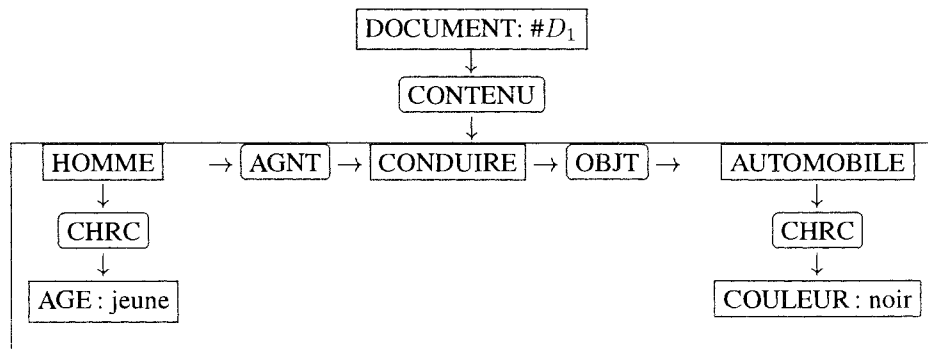 DOCUMENT: #D₁
CONTENU
HOMME → AGNT → CONDUIRE → OBJT → AUTOMOBILE
CHRC CHRC
AGE : jeune COULEUR : noir